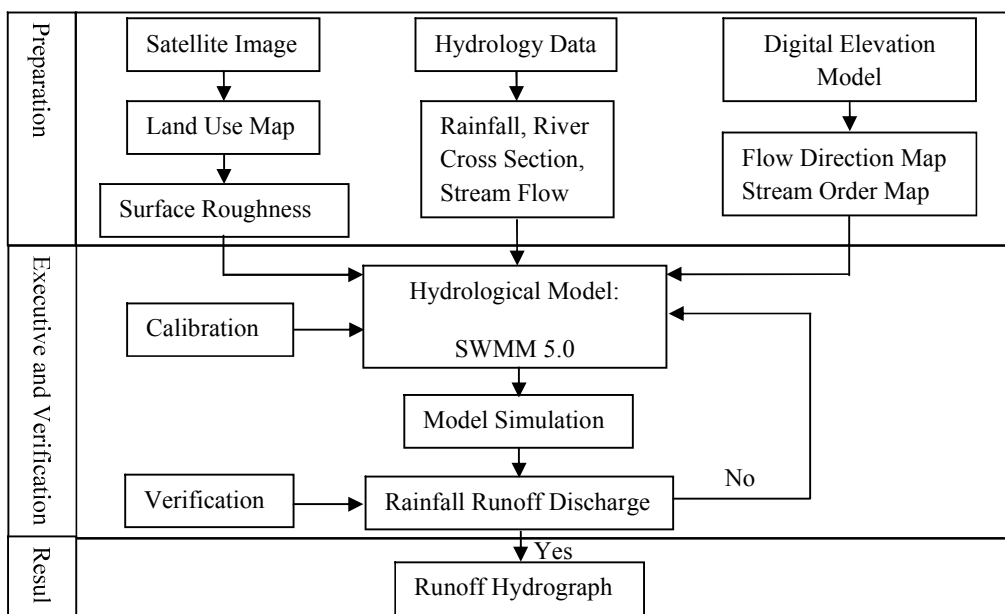 Preparation
Satellite Image
Land Use Map
Surface Roughness
Hydrology Data
Rainfall, River
Cross Section,
Stream Flow
Digital Elevation
Model
Flow Direction Map
Stream Order Map
Executive and Verification
Calibration
Hydrological Model:
SWMM 5.0
Model Simulation
Verification
Rainfall Runoff Discharge
No
Yes
Resul
Runoff Hydrograph